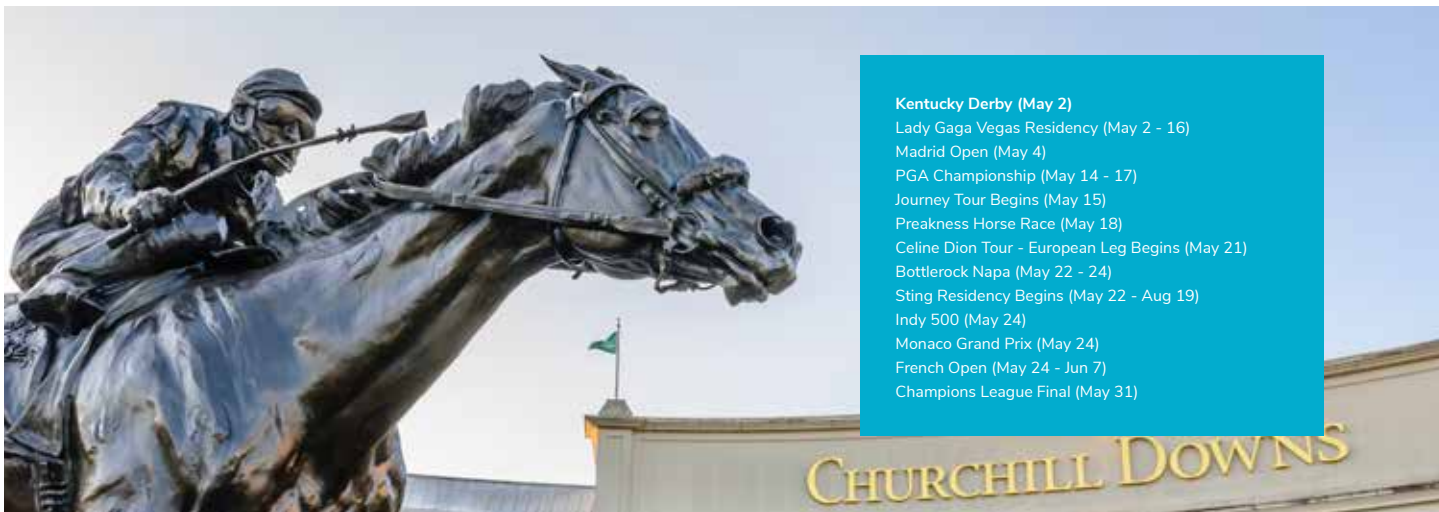 Kentucky Derby (May 2)
Lady Gaga Vegas Residency (May 2 - 16)
Madrid Open (May 4)
PGA Championship (May 14 - 17)
Journey Tour Begins (May 15)
Preakness Horse Race (May 18)
Celine Dion Tour - European Leg Begins (May 21)
Bottlerock Napa (May 22 - 24)
Sting Residency Begins (May 22 - Aug 19)
Indy 500 (May 24)
Monaco Grand Prix (May 24)
French Open (May 24 - Jun 7)
Champions League Final (May 31)
CHURCHILL DOWNS